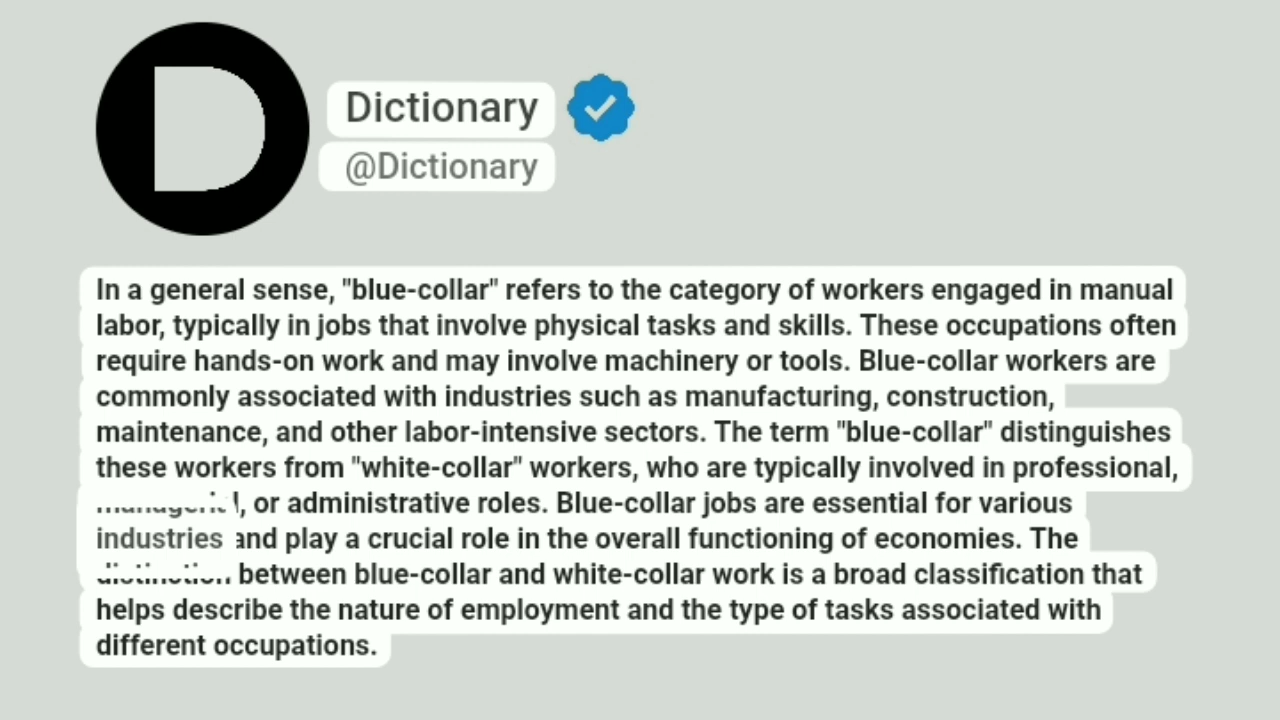 D
Dictionary
@Dictionary
In a general sense, "blue-collar" refers to the category of workers engaged in manual
labor, typically in jobs that involve physical tasks and skills. These occupations often
require hands-on work and may involve machinery or tools. Blue-collar workers are
commonly associated with industries such as manufacturing, construction,
maintenance, and other labor-intensive sectors. The term "blue-collar" distinguishes
these workers from "white-collar" workers, who are typically involved in professional,
managerial, or administrative roles. Blue-collar jobs are essential for various
industries and play a crucial role in the overall functioning of economies. The
distinction between blue-collar and white-collar work is a broad classification that
helps describe the nature of employment and the type of tasks associated with
different occupations.